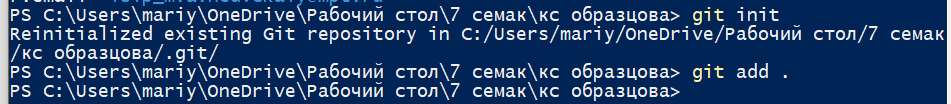 PS C:\Users\mariy\OneDrive\Рабочий стол\7 семак\кс образцова> git init
Reinitialized existing Git repository in C:/Users/mariy/OneDrive/Рабочий стол/7 семак
/кс образцова/.git/
PS C:\Users\mariy\OneDrive\Рабочий стол\7 семак\кс образцова> git add .
PS C:\Users\mariy\OneDrive\Рабочий стол\7 семак\кс образцова>